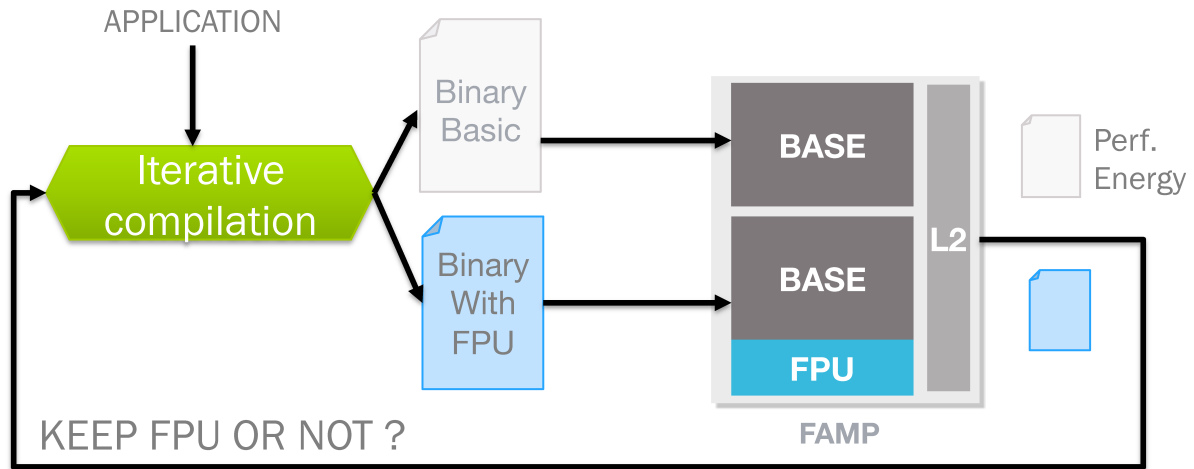 APPLICATION
Iterative
compilation
Binary
Basic
Binary
With
FPU
BASE
BASE
FPU
L2
FAMP
Perf.
Energy
KEEP FPU OR NOT ?